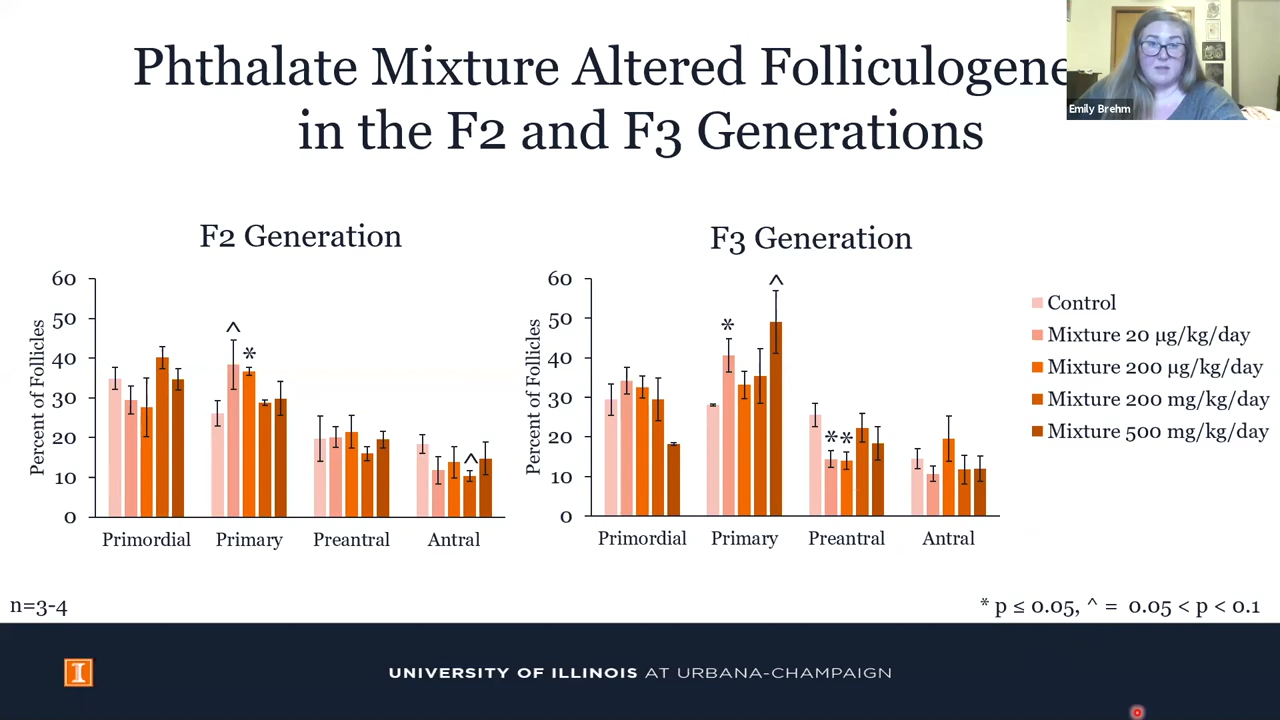 Phthalate Mixture Altered Folliculogene
in the F2 and F3 Generations
Emily Brehm
F2 Generation
60
50
40
30
20
10
0
Percent of Follicles
^
*
^
Primordial
Primary
Preantral
Antral
F3 Generation
60
50
40
30
20
10
0
Percent of Follicles
*
^
**
Primordial
Primary
Preantral
Antral
Control
Mixture 20 µg/kg/day
Mixture 200 µg/kg/day
Mixture 200 mg/kg/day
Mixture 500 mg/kg/day
n=3-4
* p ≤ 0.05, ^ = 0.05 < p < 0.1
I
UNIVERSITY OF ILLINOIS AT URBANA-CHAMPAIGN